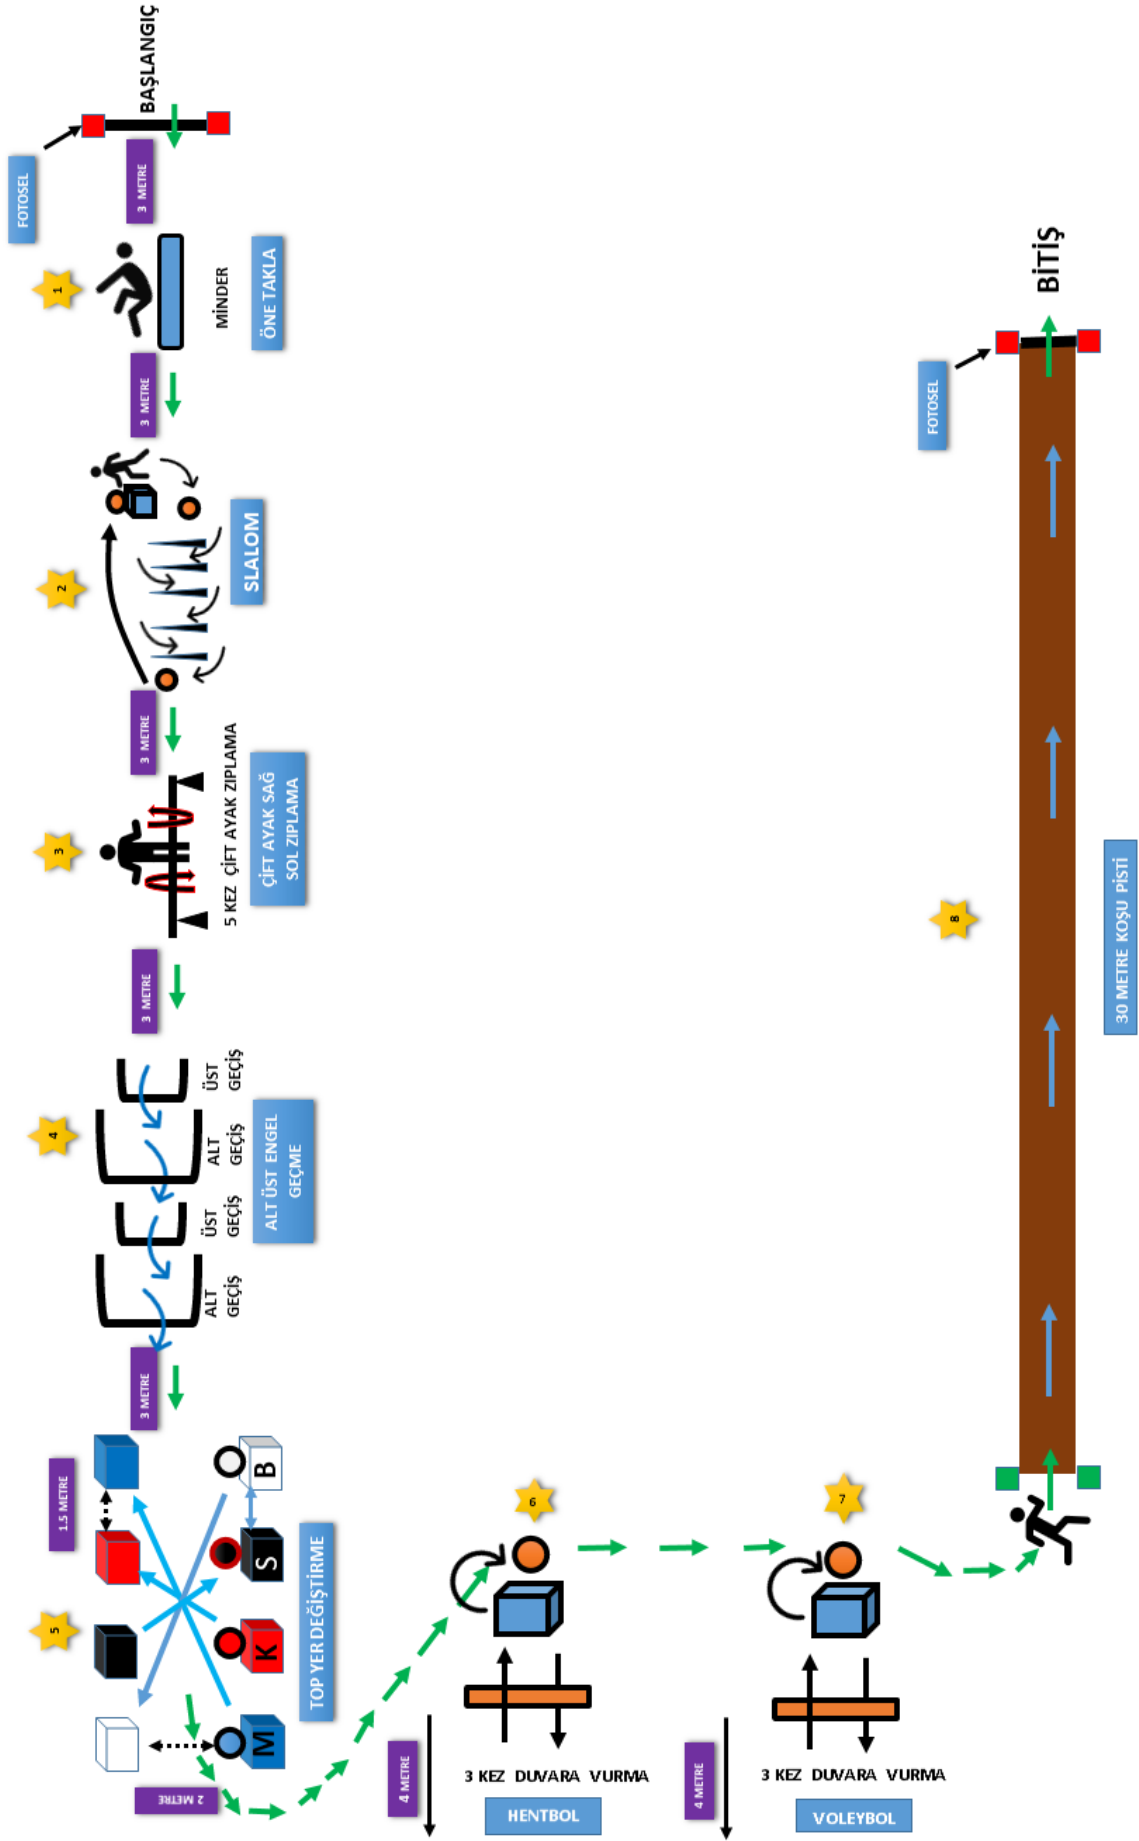 BAŞLANGIÇ
FOTOSEL
3 METRE
1
MİNDER
ÖNE TAKLA
3 METRE
2
SLALOM
3 METRE
3
5 KEZ ÇİFT AYAK ZIPLAMA
ÇİFT AYAK SAĞ
SOL ZIPLAMA
3 METRE
4
ÜST
GEÇİŞ
ALT
GEÇİŞ
ÜST
GEÇİŞ
ALT
GEÇİŞ
ALT ÜST ENGEL
GEÇME
3 METRE
5
1.5 METRE
B
S
K
M
TOP YER DEĞİŞTİRME
2 METRE
6
4 METRE
3 KEZ DUVARA VURMA
HENTBOL
7
4 METRE
3 KEZ DUVARA VURMA
VOLEYBOL
8
30 METRE KOŞU PİSTİ
FOTOSEL
BİTİŞ